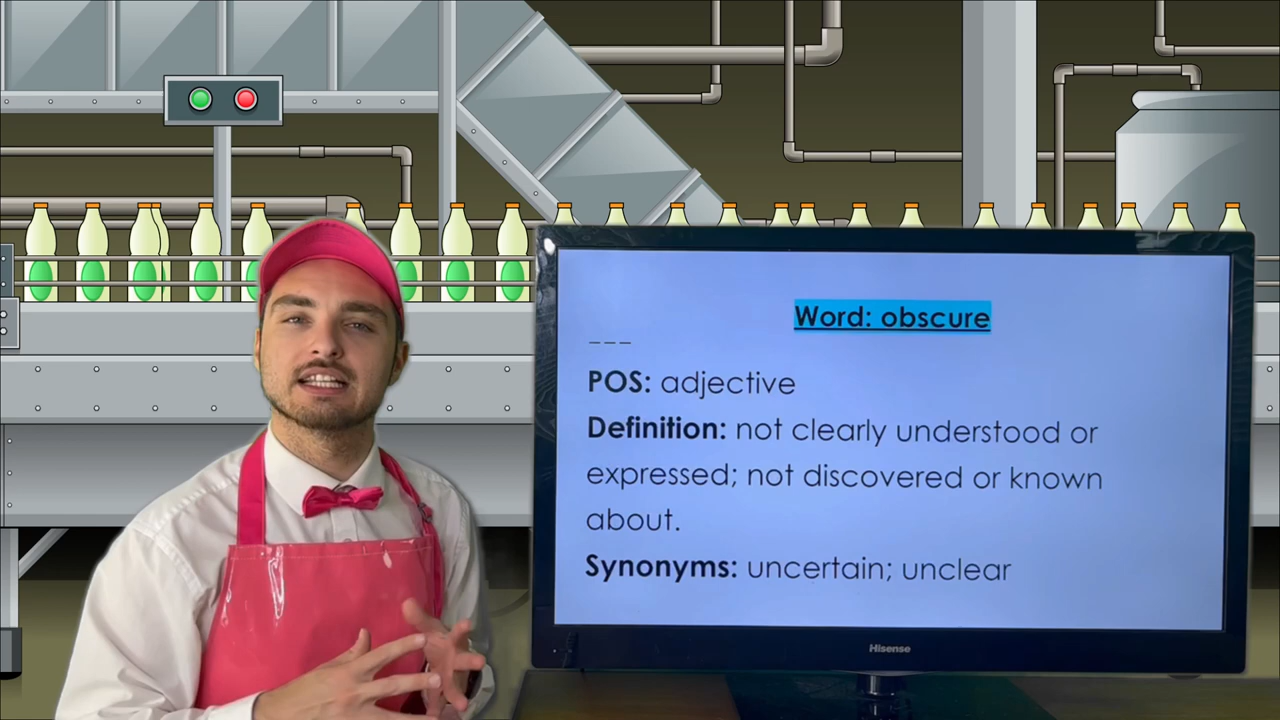 Word: obscure
---
POS: adjective
Definition: not clearly understood or
expressed; not discovered or known
about.
Synonyms: uncertain; unclear
Hisense